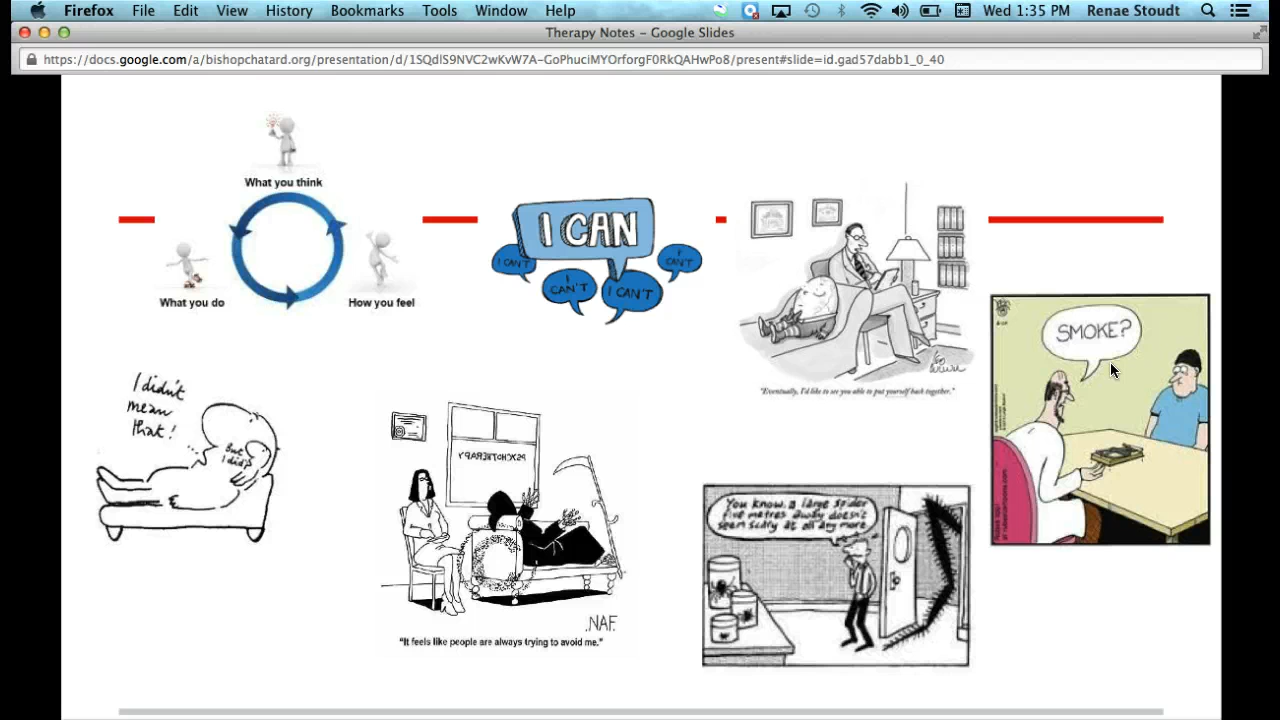 Firefox File Edit View History Bookmarks Tools Window Help Wed 1:35 PM Renae Stoudt
Therapy Notes – Google Slides
https://docs.google.com/a/bishopchatard.org/presentation/d/1SQdlS9NVC2wKvW7A-GoPhuciMYOrforgF0RkQAHwPo8/present#slide=id.gad57dabb1_0_40
What you think
What you do
How you feel
I CAN
I CAN'T
I
CAN'T
I CAN'T
I
CAN'T
"Eventually, I'd like to see you able to put yourself back together."
SMOKE?
I didn't
mean
that!
But
I did!
PSYCHOTHERAPY
.NAF.
"It feels like people are always trying to avoid me."
You know, a large spider
five metres away doesn't
seem scary at all any more